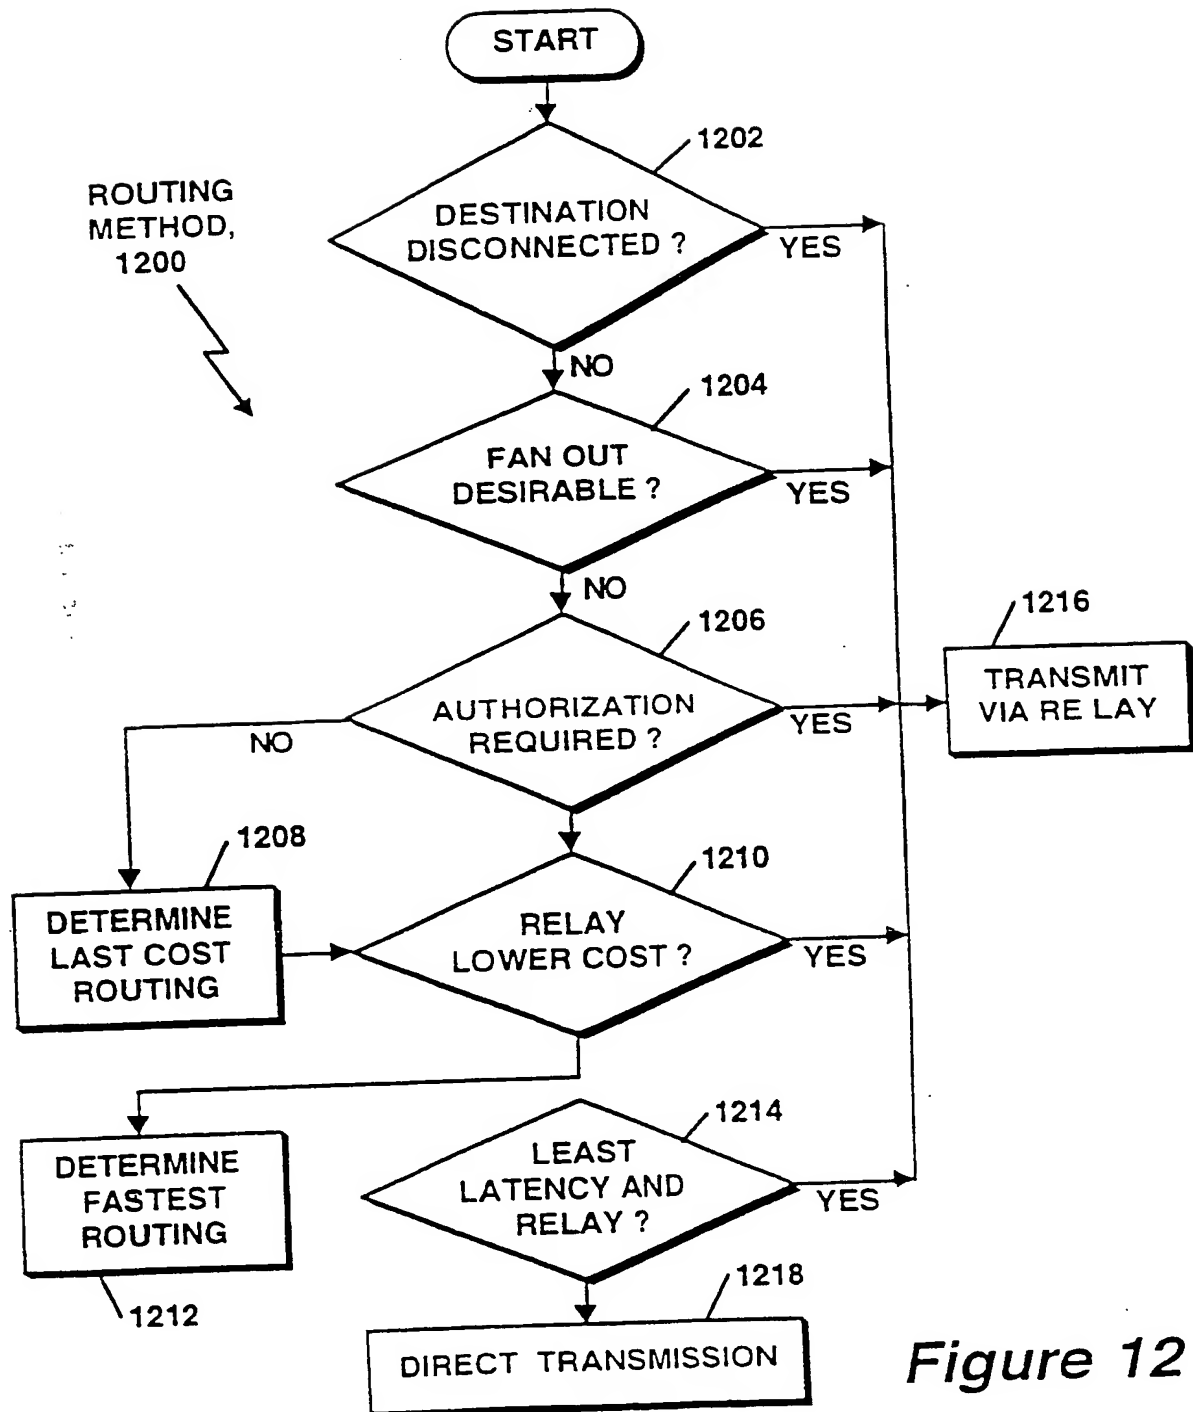 START
1202
ROUTING
METHOD,
1200
DESTINATION
DISCONNECTED ?
YES
NO
1204
FAN OUT
DESIRABLE ?
YES
NO
1206
AUTHORIZATION
REQUIRED ?
YES
NO
1216
TRANSMIT
VIA RE LAY
1208
DETERMINE
LAST COST
ROUTING
1210
RELAY
LOWER COST ?
YES
1214
LEAST
LATENCY AND
RELAY ?
YES
DETERMINE
FASTEST
ROUTING
1212
1218
DIRECT TRANSMISSION
Figure 12